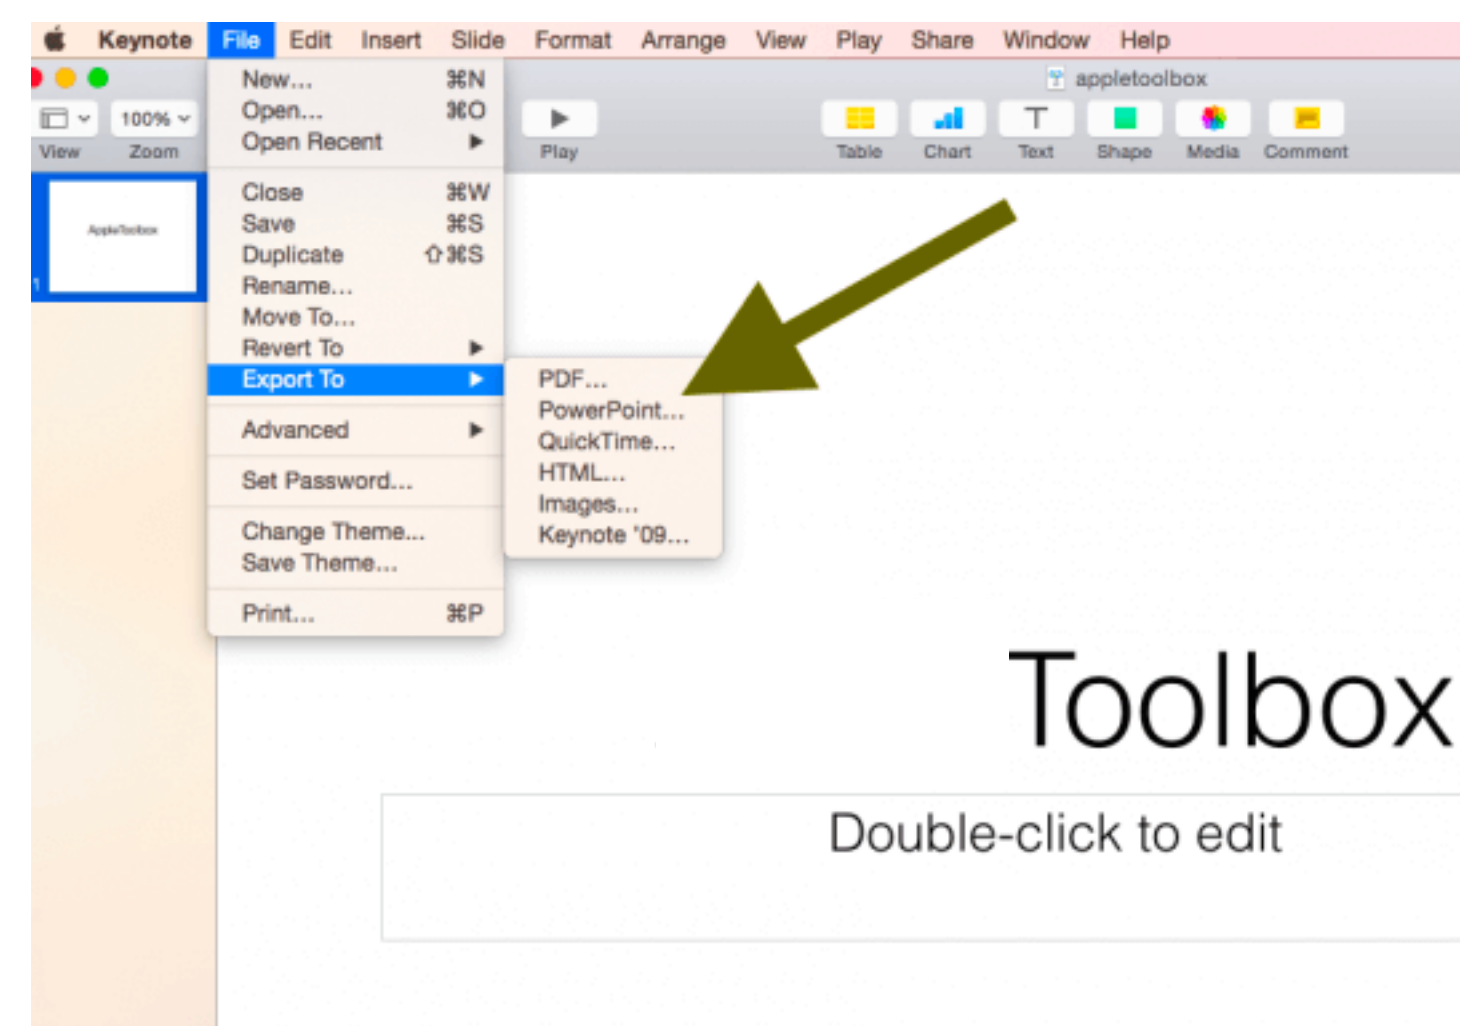 Keynote File Edit Insert Slide Format Arrange View Play Share Window Help
appletoolbox
100%
View Zoom Play Table Chart Text Shape Media Comment
New... ⌘N
Open... ⌘O
Open Recent
Close ⌘W
Save ⌘S
Duplicate ⇧⌘S
Rename...
Move To...
Revert To
Export To
Advanced
Set Password...
Change Theme...
Save Theme...
Print... ⌘P
PDF...
PowerPoint...
QuickTime...
HTML...
Images...
Keynote '09...
AppleToolbox
1
Toolbox
Double-click to edit